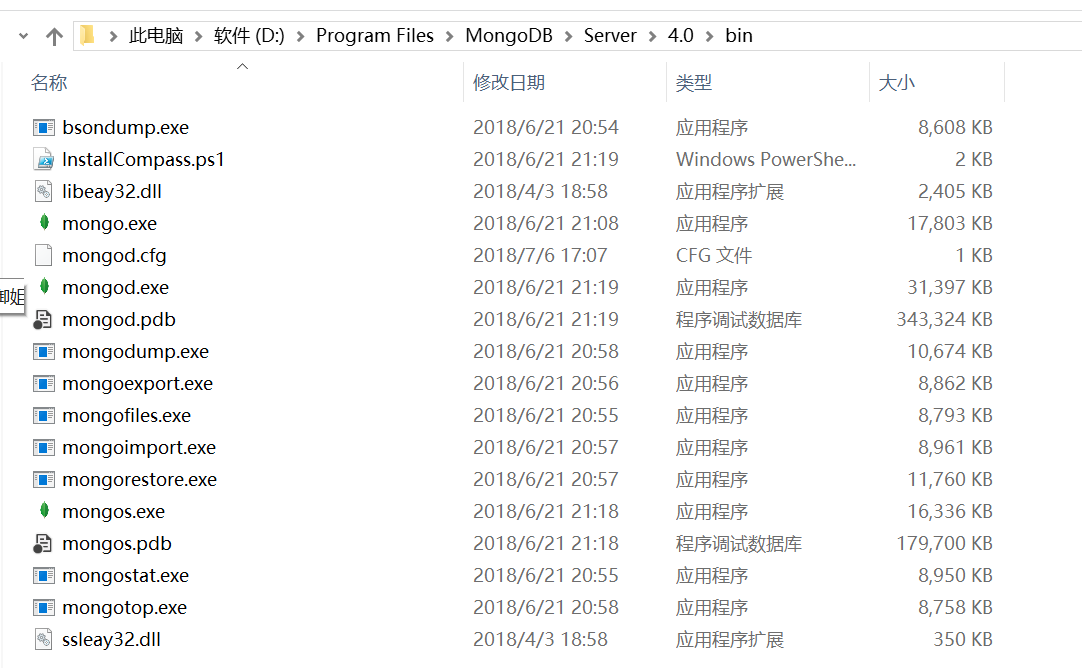 此电脑 软件 (D:) Program Files MongoDB Server 4.0 bin
名称 修改日期 类型 大小
bsondump.exe 2018/6/21 20:54 应用程序 8,608 KB
InstallCompass.ps1 2018/6/21 21:19 Windows PowerShe... 2 KB
libeay32.dll 2018/4/3 18:58 应用程序扩展 2,405 KB
mongo.exe 2018/6/21 21:08 应用程序 17,803 KB
mongod.cfg 2018/7/6 17:07 CFG 文件 1 KB
mongod.exe 2018/6/21 21:19 应用程序 31,397 KB
mongod.pdb 2018/6/21 21:19 程序调试数据库 343,324 KB
mongodump.exe 2018/6/21 20:58 应用程序 10,674 KB
mongoexport.exe 2018/6/21 20:56 应用程序 8,862 KB
mongofiles.exe 2018/6/21 20:55 应用程序 8,793 KB
mongoimport.exe 2018/6/21 20:57 应用程序 8,961 KB
mongorestore.exe 2018/6/21 20:57 应用程序 11,760 KB
mongos.exe 2018/6/21 21:18 应用程序 16,336 KB
mongos.pdb 2018/6/21 21:18 程序调试数据库 179,700 KB
mongostat.exe 2018/6/21 20:55 应用程序 8,950 KB
mongotop.exe 2018/6/21 20:58 应用程序 8,758 KB
ssleay32.dll 2018/4/3 18:58 应用程序扩展 350 KB